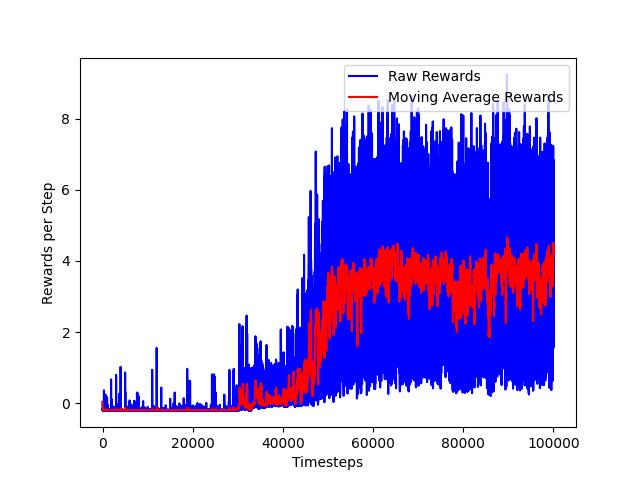 Raw Rewards
Moving Average Rewards
Rewards per Step
8
6
4
2
0
0 20000 40000 60000 80000 100000
Timesteps